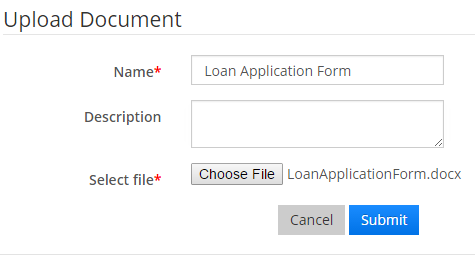 Upload Document
Name* Loan Application Form
Description
Select file* Choose File LoanApplicationForm.docx
Cancel Submit